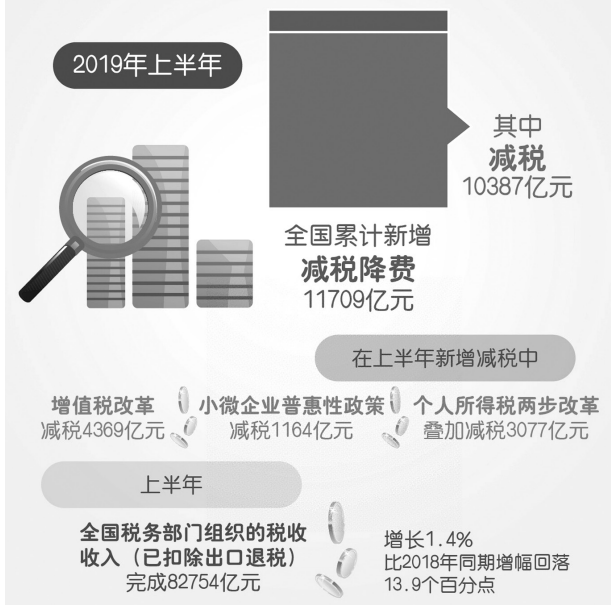 2019年上半年
其中
减税
10387亿元
全国累计新增
减税降费
11709亿元
在上半年新增减税中
增值税改革
减税4369亿元
小微企业普惠性政策
减税1164亿元
个人所得税两步改革
叠加减税3077亿元
上半年
全国税务部门组织的税收
收入（已扣除出口退税）
完成82754亿元
增长1.4%
比2018年同期增幅回落
13.9个百分点